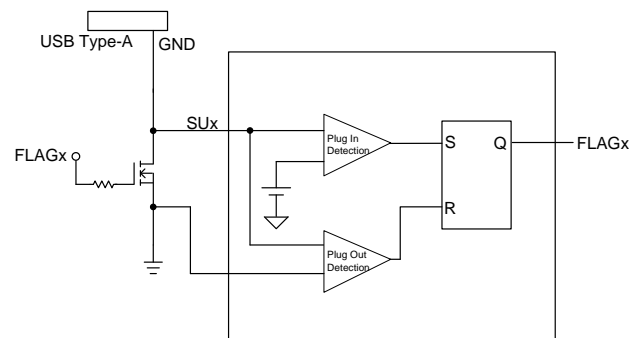 USB Type-A
GND
SUx
FLAGx
Plug In
Detection
S
Q
FLAGx
R
Plug Out
Detection